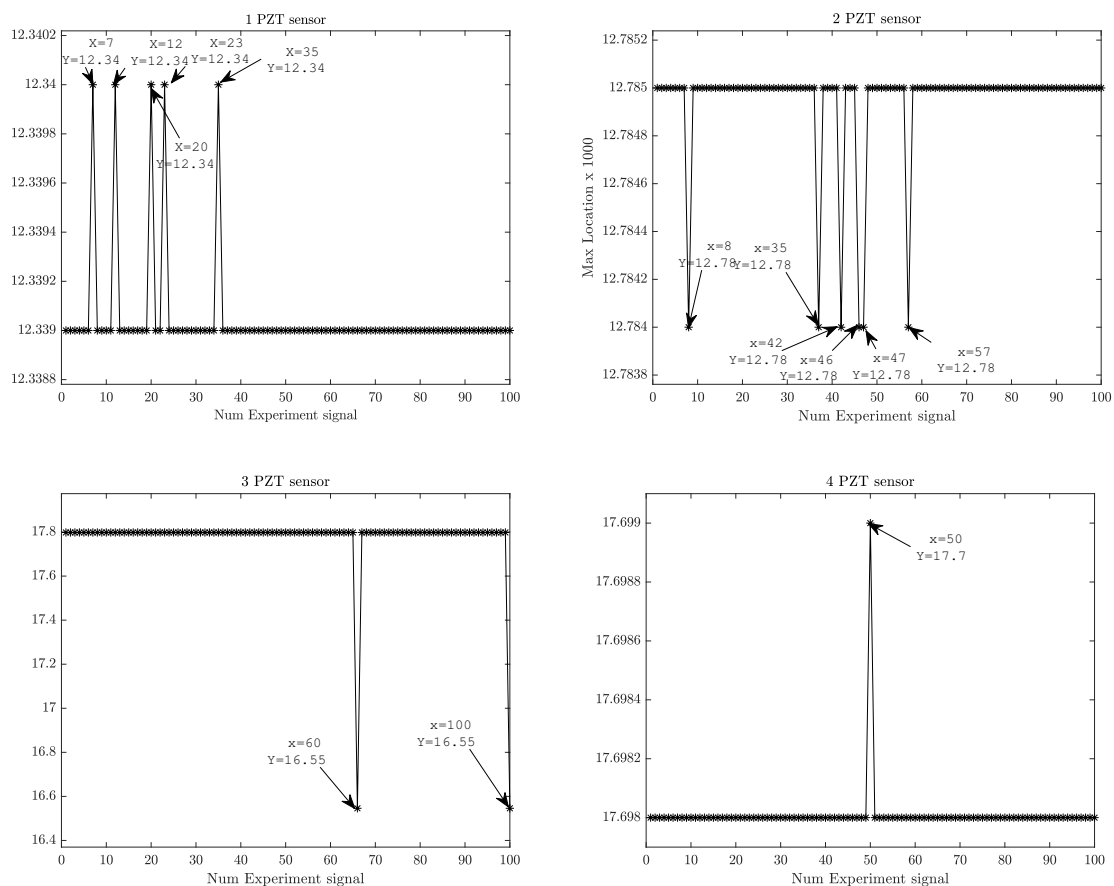 1 PZT sensor
12.3402
12.34
12.3398
12.3396
12.3394
12.3392
12.339
12.3388
X=7
Y=12.34
X=12
Y=12.34
X=23
Y=12.34
X=35
Y=12.34
X=20
Y=12.34
0 10 20 30 40 50 60 70 80 90 100
Num Experiment signal
2 PZT sensor
Max Location x 1000
12.7852
12.785
12.7848
12.7846
12.7844
12.7842
12.784
12.7838
x=8
Y=12.78
x=35
Y=12.78
x=42
Y=12.78
x=46
Y=12.78
x=47
Y=12.78
x=57
Y=12.78
0 10 20 30 40 50 60 70 80 90 100
Num Experiment signal
3 PZT sensor
17.8
17.6
17.4
17.2
17
16.8
16.6
16.4
x=60
Y=16.55
x=100
Y=16.55
0 10 20 30 40 50 60 70 80 90 100
Num Experiment signal
4 PZT sensor
17.699
17.6988
17.6986
17.6984
17.6982
17.698
x=50
Y=17.7
0 10 20 30 40 50 60 70 80 90 100
Num Experiment signal